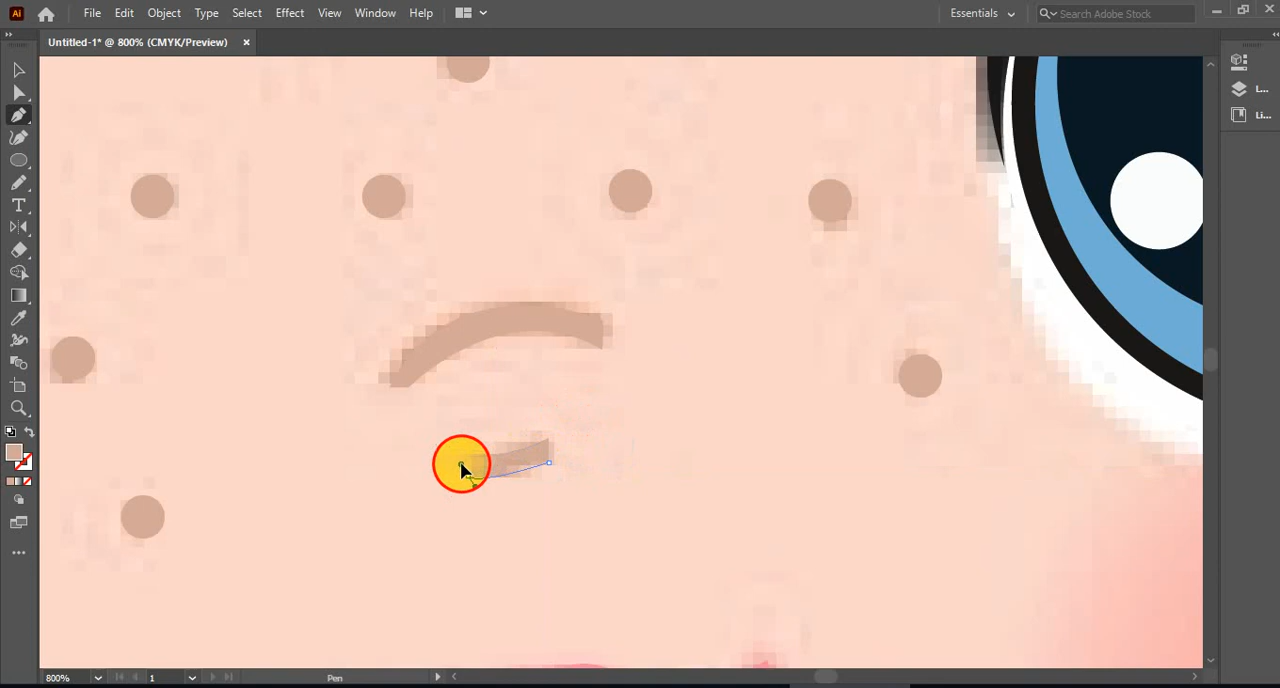 Ai File Edit Object Type Select Effect View Window Help Essentials Search Adobe Stock
Untitled-1* @ 800% (CMYK/Preview) ×
L...
Li...
800% 1 Pen